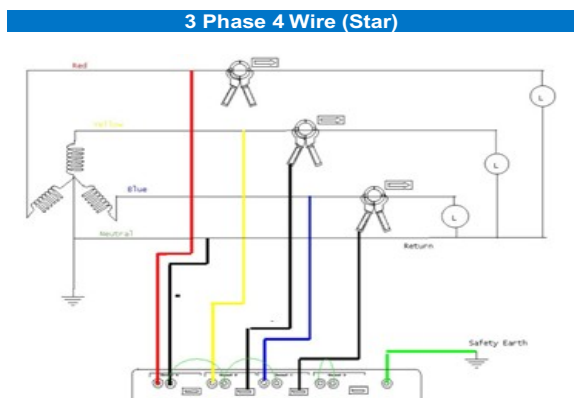 3 Phase 4 Wire (Star)
Red
Yellow
L
L
Blue
L
Neutral
Return
Safety Earth